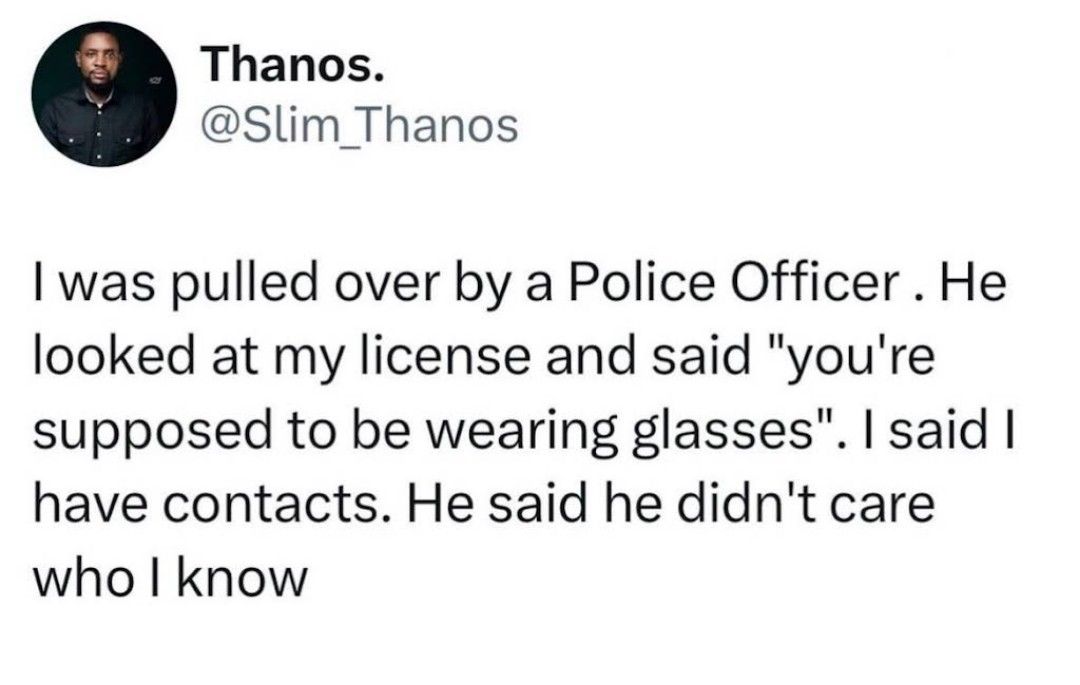 Thanos.
@Slim_Thanos
I was pulled over by a Police Officer . He
looked at my license and said "you're
supposed to be wearing glasses". I said I
have contacts. He said he didn't care
who I know